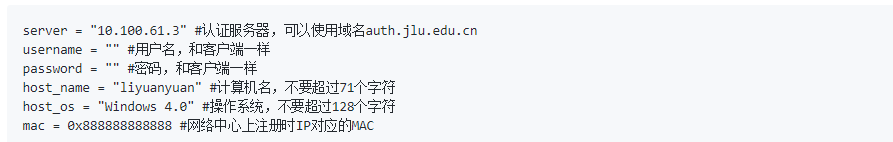 server = "10.100.61.3" #认证服务器，可以使用域名auth.jlu.edu.cn
username = "" #用户名，和客户端一样
password = "" #密码，和客户端一样
host_name = "liyuanyuan" #计算机名，不要超过71个字符
host_os = "Windows 4.0" #操作系统，不要超过128个字符
mac = 0x888888888888 #网络中心上注册时IP对应的MAC